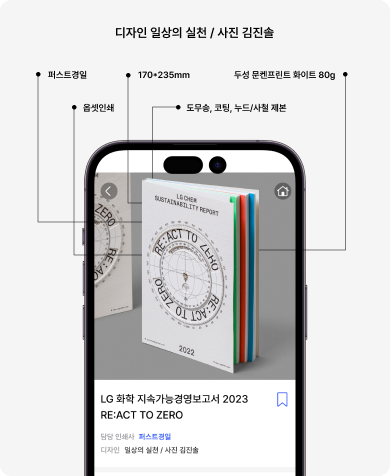 디자인 일상의 실천 / 사진 김진솔
퍼스트경일
170*235mm
두성 문켄프린트 화이트 80g
옵셋인쇄
도무송, 코팅, 누드/사철 제본
LG CHEM
SUSTAINABILITY REPORT
ZERO
RE:ACT TO ZERO
RE:ACT TO ZERO
2022
LG 화학 지속가능경영보고서 2023
RE:ACT TO ZERO
담당 인쇄사 퍼스트경일
디자인 일상의 실천 / 사진 김진솔